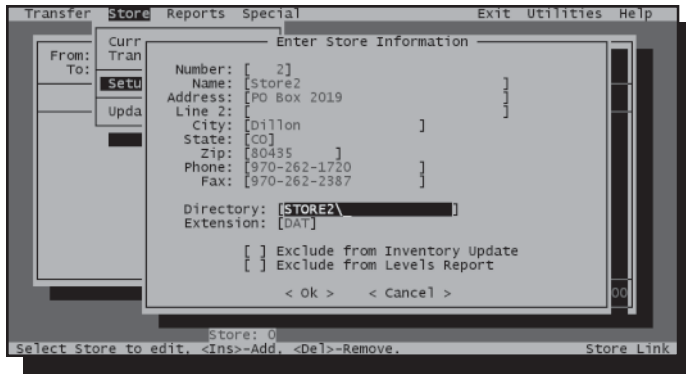 Transfer Store Reports Special Exit Utilities Help
Curr
Enter Store Information
From: Tran
To:
Setu
Upda
Number: [ 2]
Name: [Store2 ]
Address: [PO Box 2019 ]
Line 2: [ ]
City: [Dillon ]
State: [CO]
Zip: [80435 ]
Phone: [970-262-1720 ]
Fax: [970-262-2387 ]
Directory: [STORE2\_ ]
Extension: [DAT]
[ ] Exclude from Inventory Update
[ ] Exclude from Levels Report
< Ok > < Cancel >
00
Store: 0
Select Store to edit, <Ins>-Add, <Del>-Remove. Store Link